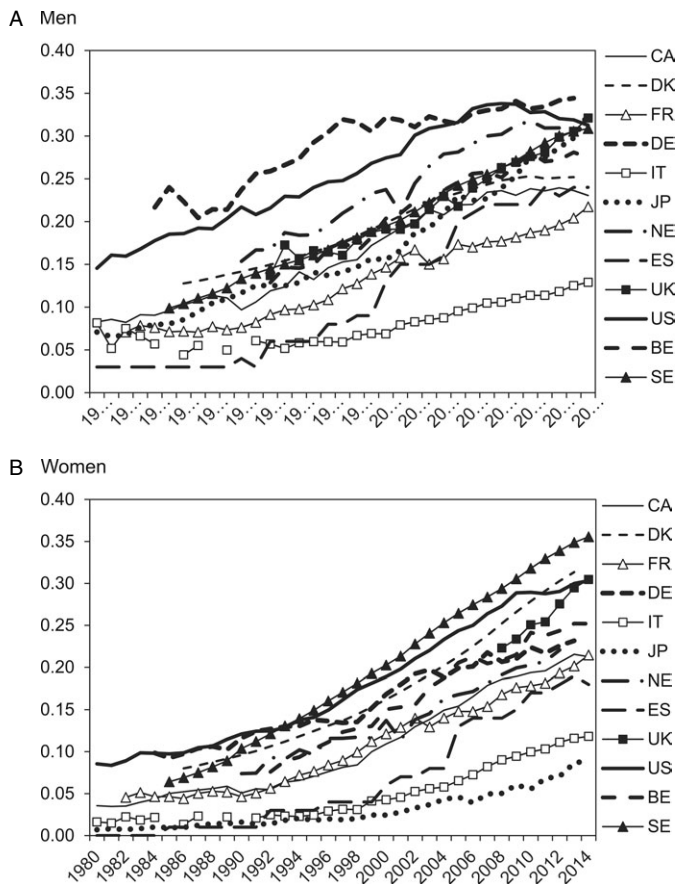 A Men
0.40
0.35
0.30
0.25
0.20
0.15
0.10
0.05
0.00
19... 19... 19... 19... 19... 19... 19... 19... 20... 20... 20... 20... 20... 20... 20... 20... 20... 20...
CA
DK
FR
DE
IT
JP
NE
ES
UK
US
BE
SE
B Women
0.40
0.35
0.30
0.25
0.20
0.15
0.10
0.05
0.00
1980 1982 1984 1986 1988 1990 1992 1994 1996 1998 2000 2002 2004 2006 2008 2010 2012 2014
CA
DK
FR
DE
IT
JP
NE
ES
UK
US
BE
SE